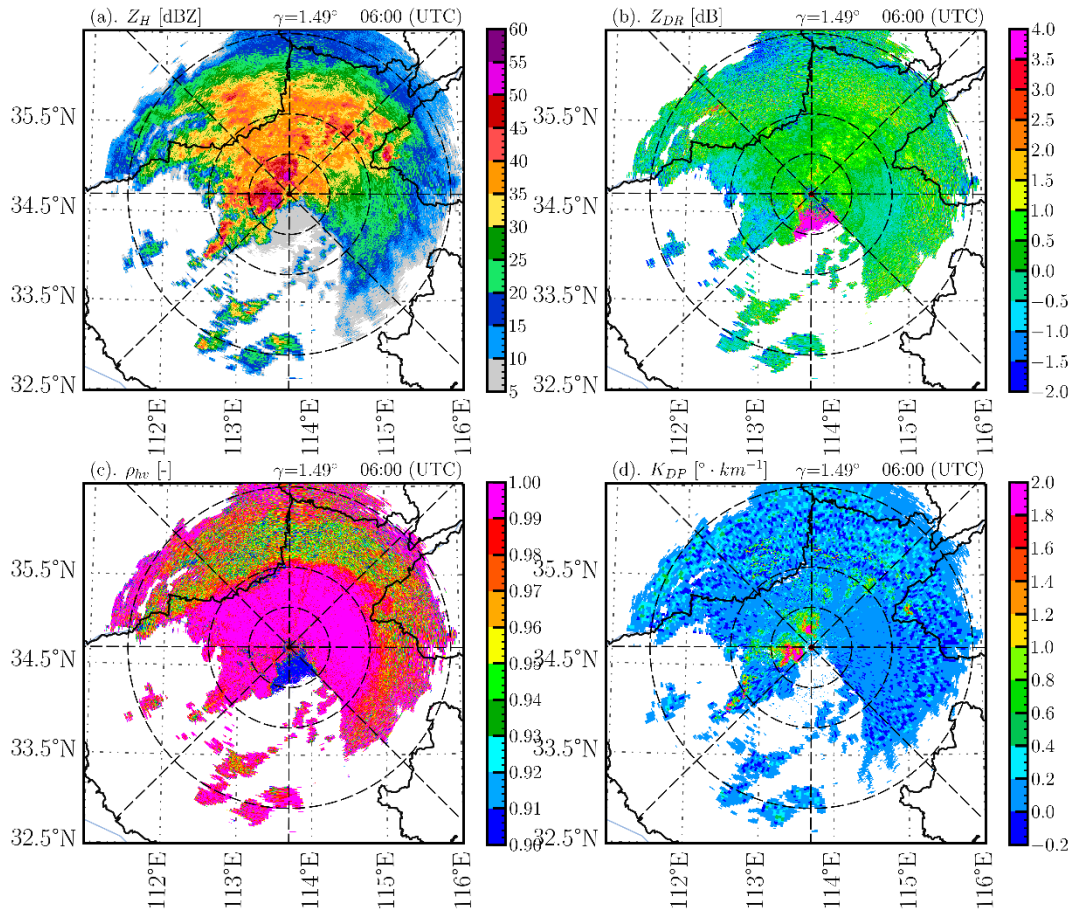 (a). Z_H [dBZ] γ=1.49° 06:00 (UTC)
60
55
50
45
40
35
30
25
20
15
10
5
35.5°N
34.5°N
33.5°N
32.5°N
112°E
113°E
114°E
115°E
116°E
(b). Z_DR [dB] γ=1.49° 06:00 (UTC)
4.0
3.5
3.0
2.5
2.0
1.5
1.0
0.5
0.0
−0.5
−1.0
−1.5
−2.0
35.5°N
34.5°N
33.5°N
32.5°N
112°E
113°E
114°E
115°E
116°E
(c). ρ_hv [-] γ=1.49° 06:00 (UTC)
1.00
0.99
0.98
0.97
0.96
0.95
0.94
0.93
0.92
0.91
0.90
35.5°N
34.5°N
33.5°N
32.5°N
112°E
113°E
114°E
115°E
116°E
(d). K_DP [° · km⁻¹] γ=1.49° 06:00 (UTC)
2.0
1.8
1.6
1.4
1.2
1.0
0.8
0.6
0.4
0.2
0.0
−0.2
35.5°N
34.5°N
33.5°N
32.5°N
112°E
113°E
114°E
115°E
116°E